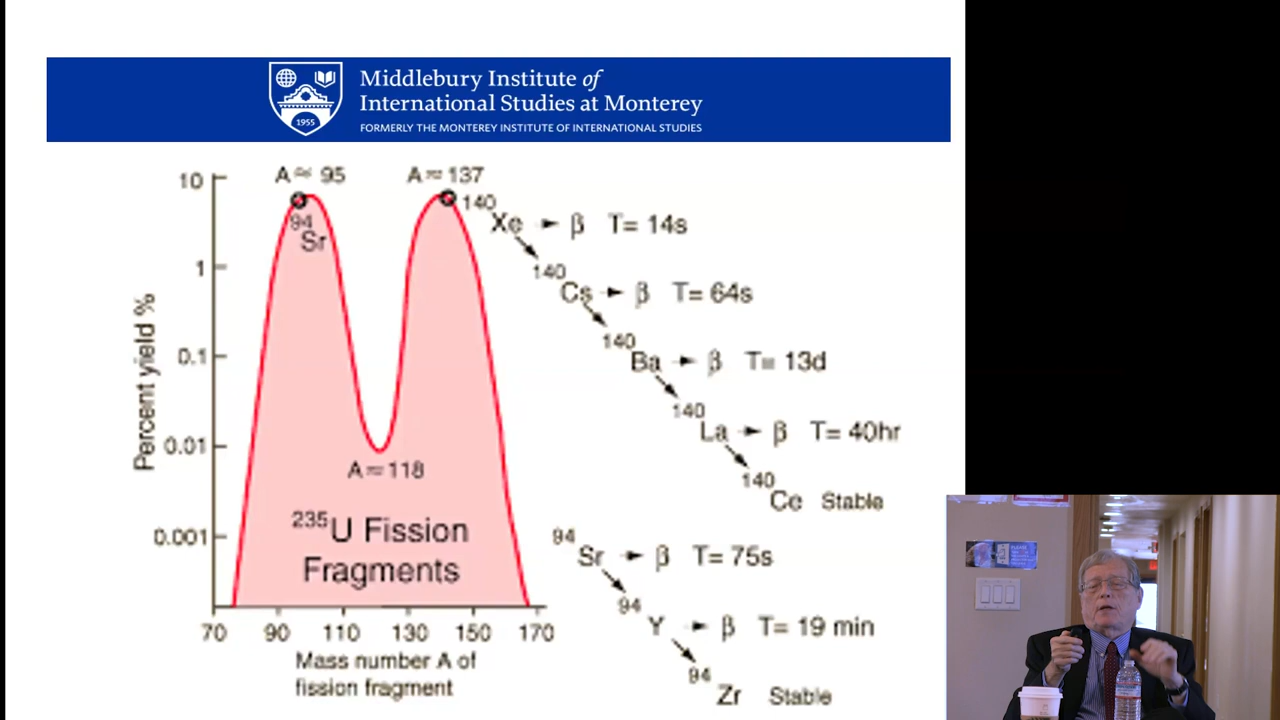 Middlebury Institute of
International Studies at Monterey
FORMERLY THE MONTEREY INSTITUTE OF INTERNATIONAL STUDIES
1955
A ≈ 95
A ≈ 137
10
1
0.1
0.01
0.001
Percent yield %
94
Sr
A ≈ 118
235U Fission
Fragments
70 90 110 130 150 170
Mass number A of
fission fragment
140
Xe → β T= 14s
140
Cs → β T= 64s
140
Ba → β T= 13d
140
La → β T= 40hr
140
Ce Stable
94
Sr → β T= 75s
94
Y → β T= 19 min
94
Zr Stable